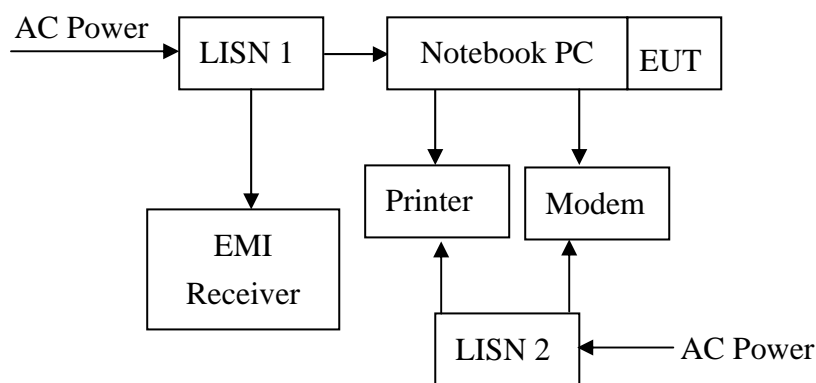 AC Power
LISN 1
Notebook PC
EUT
Printer
Modem
EMI
Receiver
LISN 2
AC Power